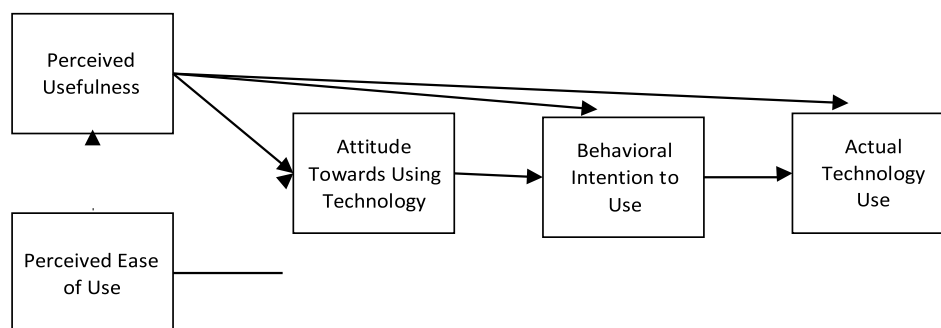 Perceived
Usefulness
Attitude
Towards Using
Technology
Behavioral
Intention to
Use
Actual
Technology
Use
Perceived Ease
of Use